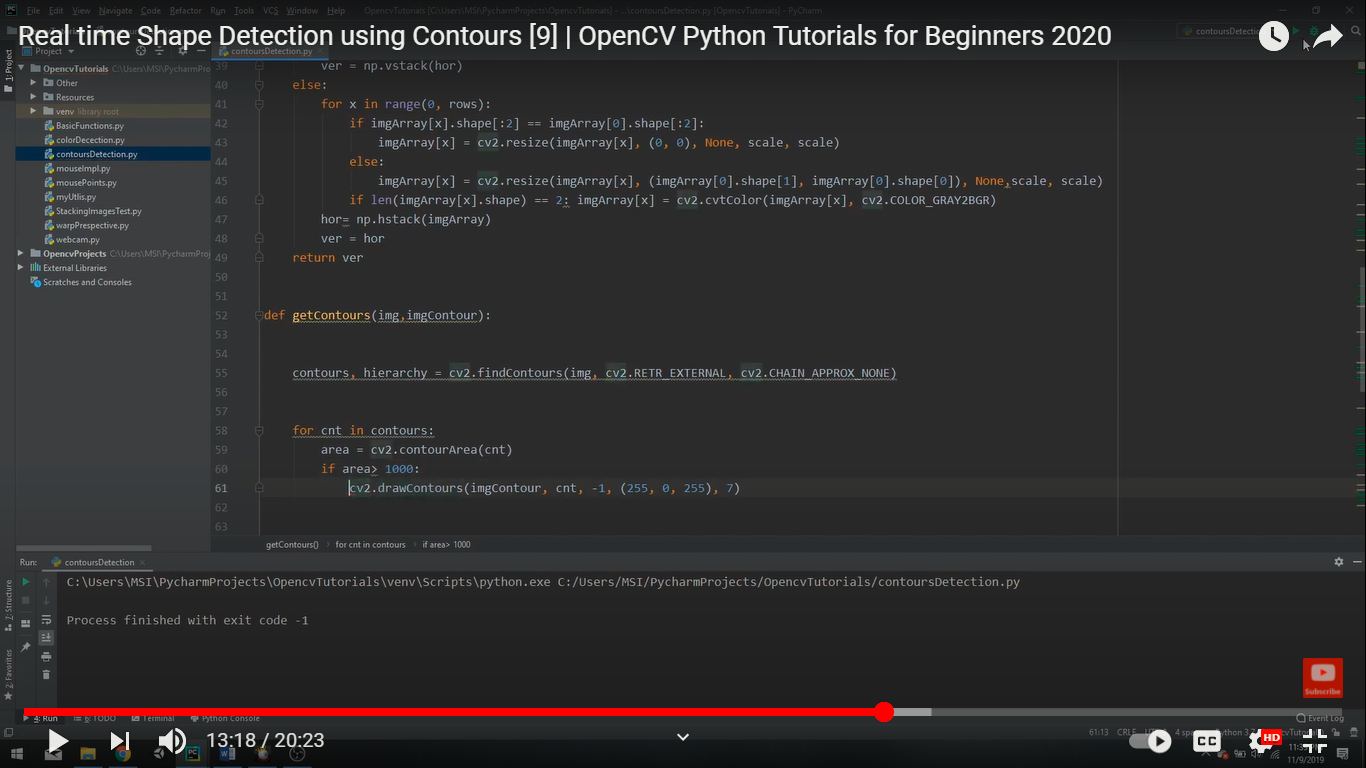 File Edit View Navigate Code Refactor Run Tools VCS Window Help
Real time Shape Detection using Contours [9] | OpenCV Python Tutorials for Beginners 2020
Project
contoursDetection.py
1: Project
OpencvTutorials C:\Users\MSI\PycharmPro
Other
Resources
venv library root
BasicFunctions.py
colorDecection.py
contoursDetection.py
mouseImpl.py
mousePoints.py
myUtlis.py
StackingImagesTest.py
warpPrespective.py
webcam.py
OpencvProjects C:\Users\MSI\PycharmProj
External Libraries
Scratches and Consoles
39 ver = np.vstack(hor)
40 else:
41 for x in range(0, rows):
42 if imgArray[x].shape[:2] == imgArray[0].shape[:2]:
43 imgArray[x] = cv2.resize(imgArray[x], (0, 0), None, scale, scale)
44 else:
45 imgArray[x] = cv2.resize(imgArray[x], (imgArray[0].shape[1], imgArray[0].shape[0]), None,scale, scale)
46 if len(imgArray[x].shape) == 2: imgArray[x] = cv2.cvtColor(imgArray[x], cv2.COLOR_GRAY2BGR)
47 hor= np.hstack(imgArray)
48 ver = hor
49 return ver
50
51
52 def getContours(img,imgContour):
53
54
55 contours, hierarchy = cv2.findContours(img, cv2.RETR_EXTERNAL, cv2.CHAIN_APPROX_NONE)
56
57
58 for cnt in contours:
59 area = cv2.contourArea(cnt)
60 if area> 1000:
61 cv2.drawContours(imgContour, cnt, -1, (255, 0, 255), 7)
62
63
getContours() › for cnt in contours › if area> 1000
Run: contoursDetection
C:\Users\MSI\PycharmProjects\OpencvTutorials\venv\Scripts\python.exe C:/Users/MSI/PycharmProjects/OpencvTutorials/contoursDetection.py
Process finished with exit code -1
7: Structure
2: Favorites
Subscribe
4: Run 6: TODO Terminal Python Console Event Log
13:18 / 20:23
CC
HD
61:13
11/9/2019